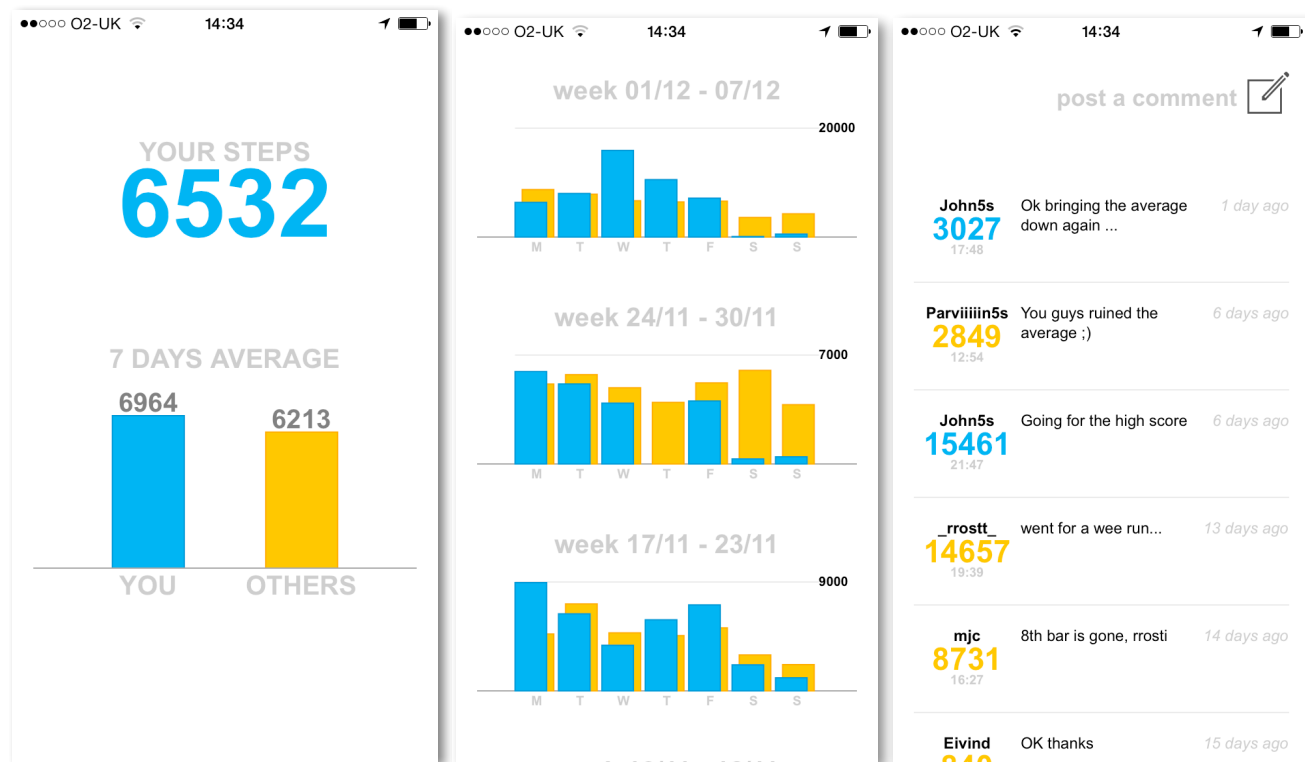 O2-UK 14:34
YOUR STEPS
6532
7 DAYS AVERAGE
6964
6213
YOU
OTHERS
O2-UK 14:34
week 01/12 - 07/12
20000
M T W T F S S
week 24/11 - 30/11
7000
M T W T F S S
week 17/11 - 23/11
9000
M T W T F S S
O2-UK 14:34
post a comment
John5s
3027
17:48
Ok bringing the average
down again ...
1 day ago
Parviiiiin5s
2849
12:54
You guys ruined the
average ;)
6 days ago
John5s
15461
21:47
Going for the high score
6 days ago
_rrostt_
14657
19:39
went for a wee run...
13 days ago
mjc
8731
16:27
8th bar is gone, rrosti
14 days ago
Eivind
OK thanks
15 days ago